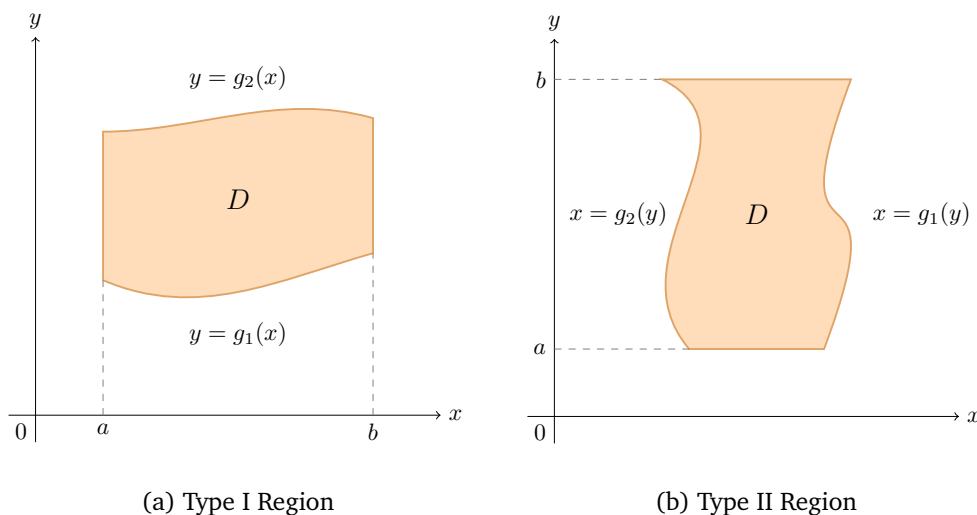 y
y = g₂(x)
D
y = g₁(x)
0
a
b
x
(a) Type I Region
y
b
x = g₂(y)
D
x = g₁(y)
a
0
x
(b) Type II Region